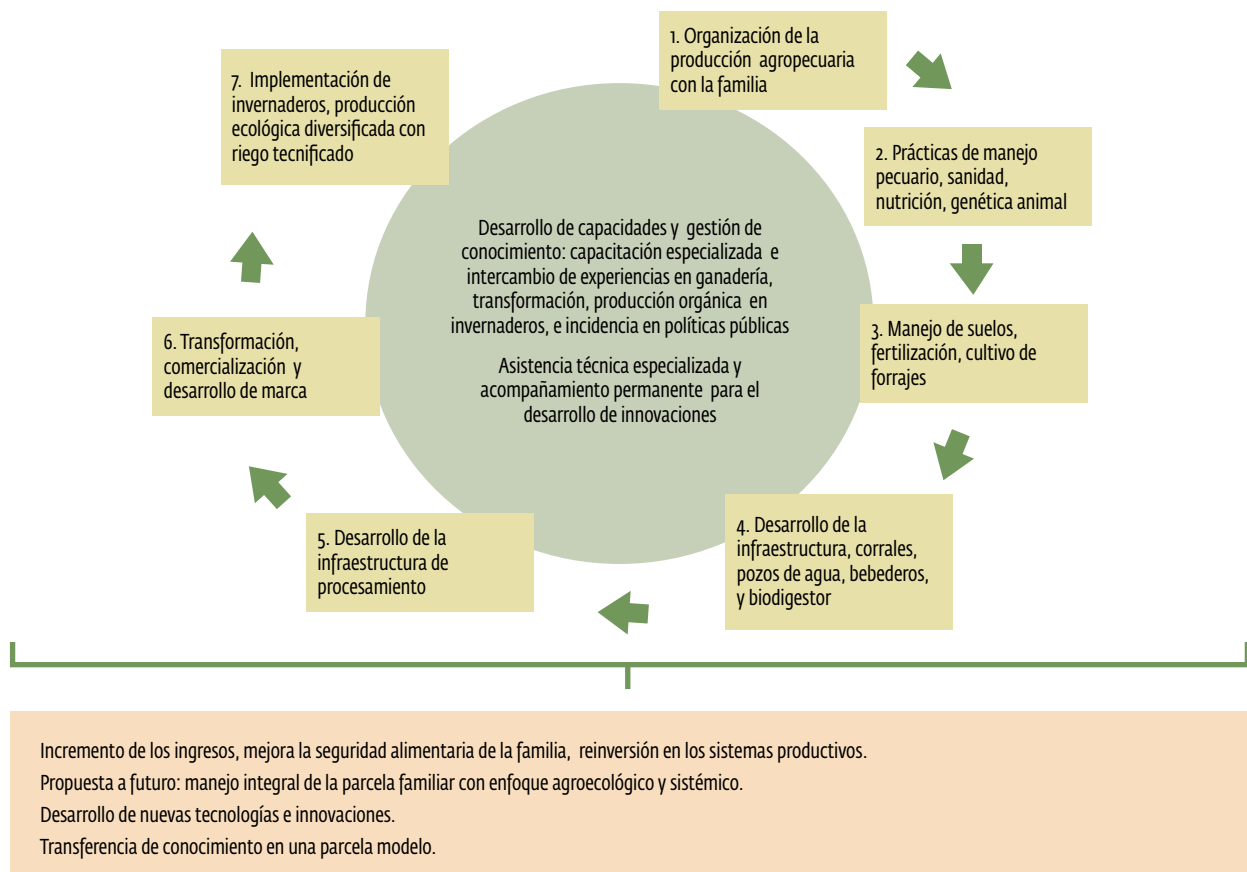 1. Organización de la
producción agropecuaria
con la familia
2. Prácticas de manejo
pecuario, sanidad,
nutrición, genética animal
3. Manejo de suelos,
fertilización, cultivo de
forrajes
4. Desarrollo de la
infraestructura, corrales,
pozos de agua, bebederos,
y biodigestor
5. Desarrollo de la
infraestructura de
procesamiento
6. Transformación,
comercialización y
desarrollo de marca
7. Implementación de
invernaderos, producción
ecológica diversificada con
riego tecnificado
Desarrollo de capacidades y gestión de
conocimiento: capacitación especializada e
intercambio de experiencias en ganadería,
transformación, producción orgánica en
invernaderos, e incidencia en políticas públicas
Asistencia técnica especializada y
acompañamiento permanente para el
desarrollo de innovaciones
Incremento de los ingresos, mejora la seguridad alimentaria de la familia, reinversión en los sistemas productivos.
Propuesta a futuro: manejo integral de la parcela familiar con enfoque agroecológico y sistémico.
Desarrollo de nuevas tecnologías e innovaciones.
Transferencia de conocimiento en una parcela modelo.